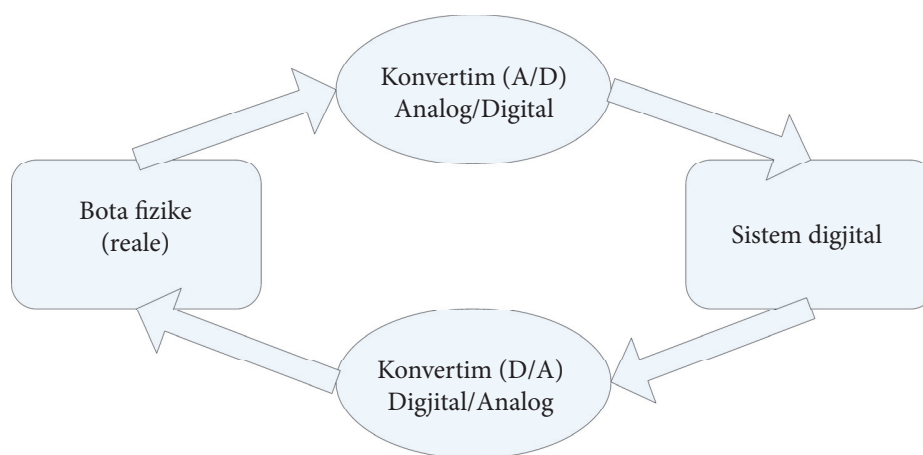 Konvertim (A/D)
Analog/Digital
Bota fizike
(reale)
Sistem digjital
Konvertim (D/A)
Digjital/Analog